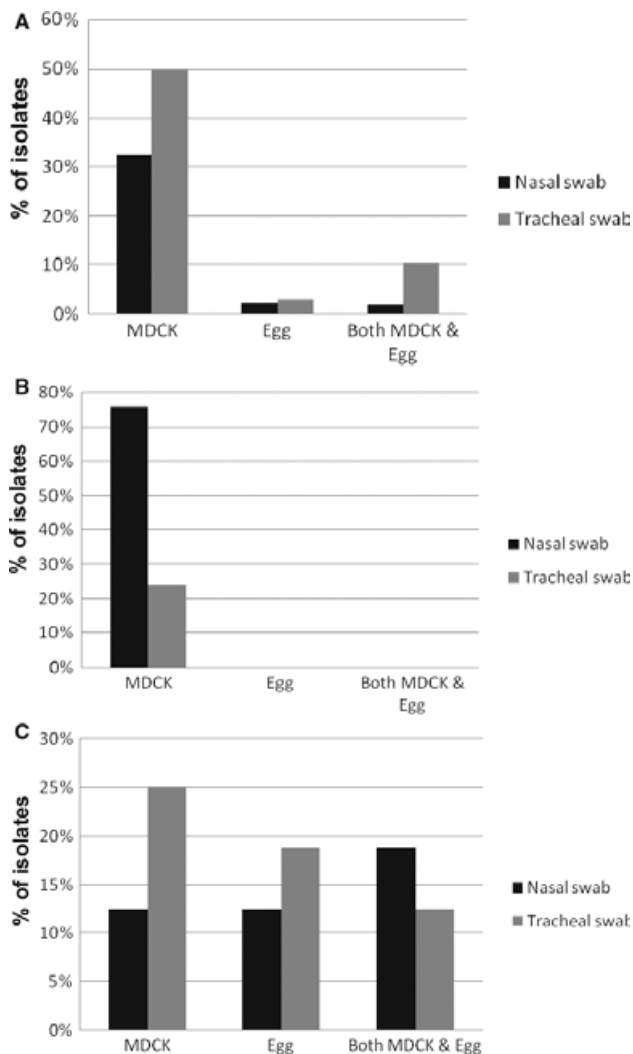 A
60%
50%
40%
30%
20%
10%
0%
% of isolates
MDCK
Egg
Both MDCK &
Egg
Nasal swab
Tracheal swab
B
80%
70%
60%
50%
40%
30%
20%
10%
0%
% of isolates
MDCK
Egg
Both MDCK &
Egg
Nasal swab
Tracheal swab
C
30%
25%
20%
15%
10%
5%
0%
% of isolates
MDCK
Egg
Both MDCK & Egg
Nasal swab
Tracheal swab